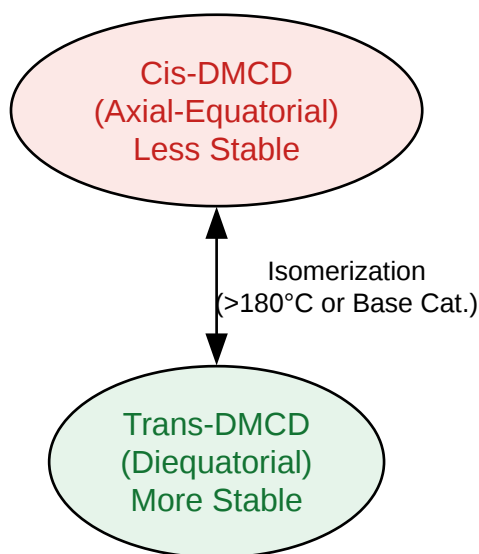 Cis-DMCD
(Axial-Equatorial)
Less Stable
Isomerization
(>180°C or Base Cat.)
Trans-DMCD
(Diequatorial)
More Stable